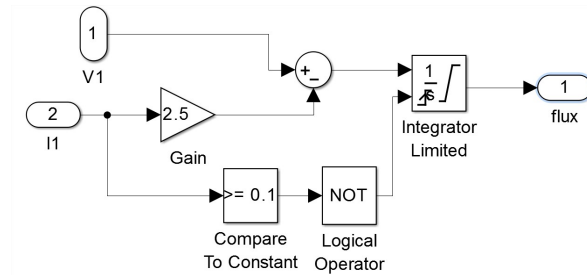 1
V1
2
I1
2.5
Gain
+
–
>= 0.1
Compare
To Constant
NOT
Logical
Operator
1
s
Integrator
Limited
1
flux